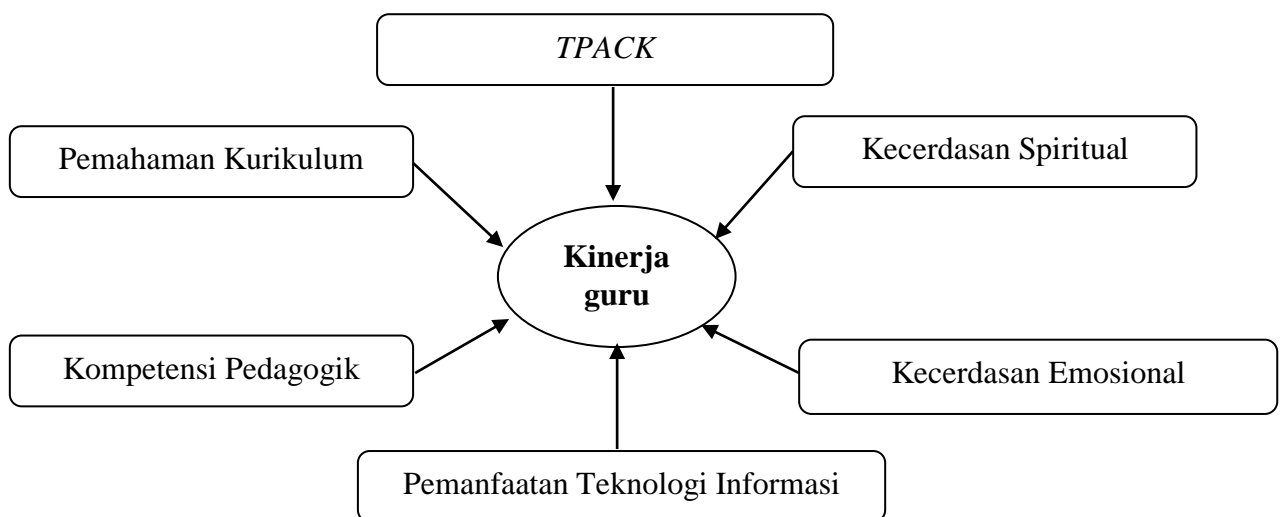 TPACK
Pemahaman Kurikulum
Kecerdasan Spiritual
Kinerja
guru
Kompetensi Pedagogik
Kecerdasan Emosional
Pemanfaatan Teknologi Informasi